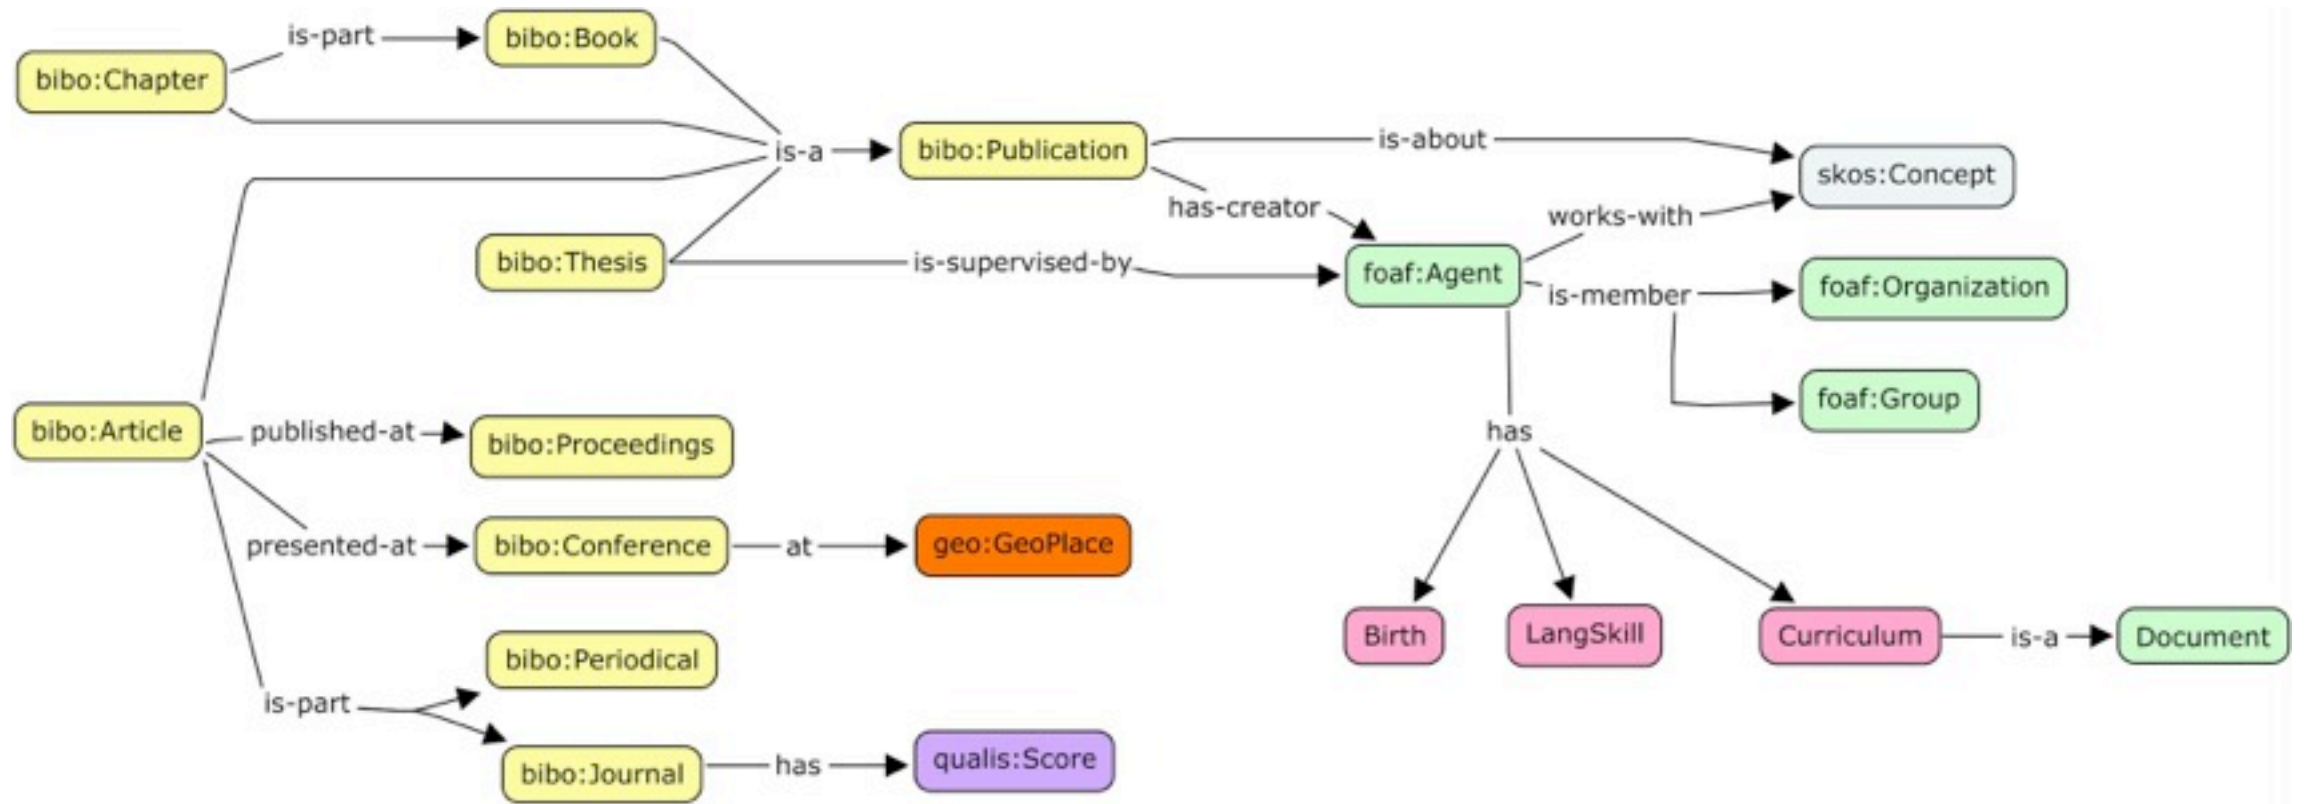 is-part
bibo:Book
bibo:Chapter
is-a
bibo:Publication
is-about
skos:Concept
has-creator
works-with
bibo:Thesis
is-supervised-by
foaf:Agent
is-member
foaf:Organization
foaf:Group
bibo:Article
published-at
bibo:Proceedings
has
presented-at
bibo:Conference
at
geo:GeoPlace
Birth
LangSkill
Curriculum
is-a
Document
bibo:Periodical
is-part
bibo:Journal
has
qualis:Score